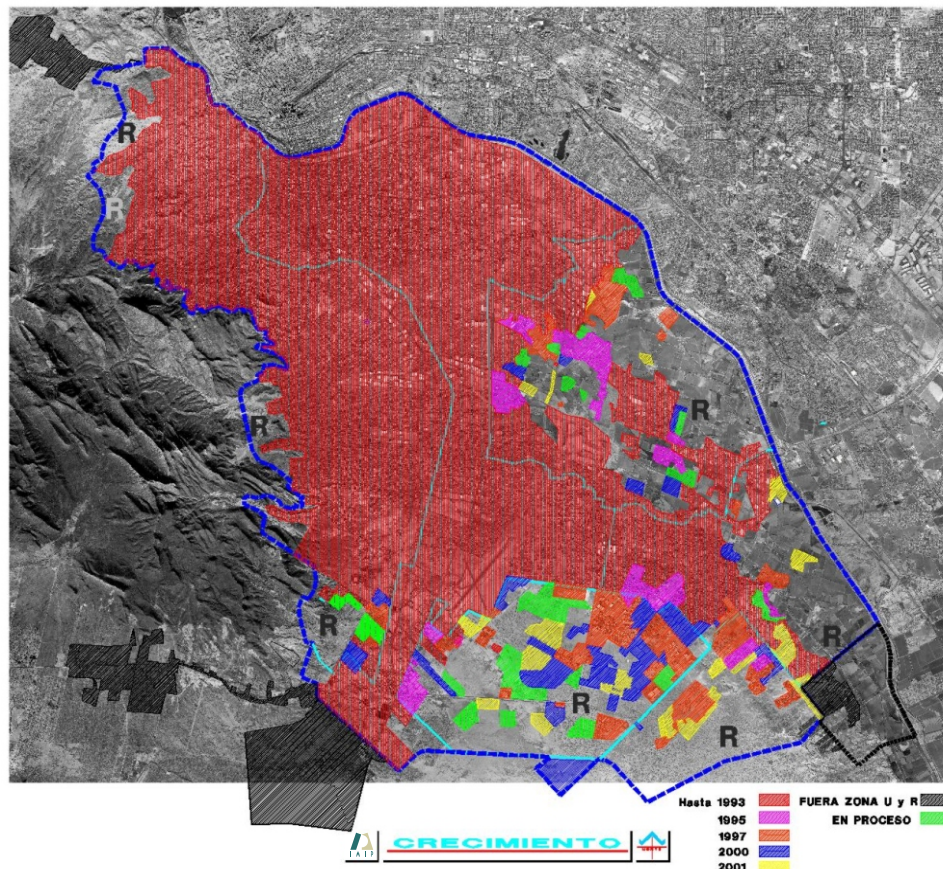 R
R
R
R
R
R
R
R
Hasta 1993
FUERA ZONA U y R
1995
EN PROCESO
1997
2000
2001
CRECIMIENTO